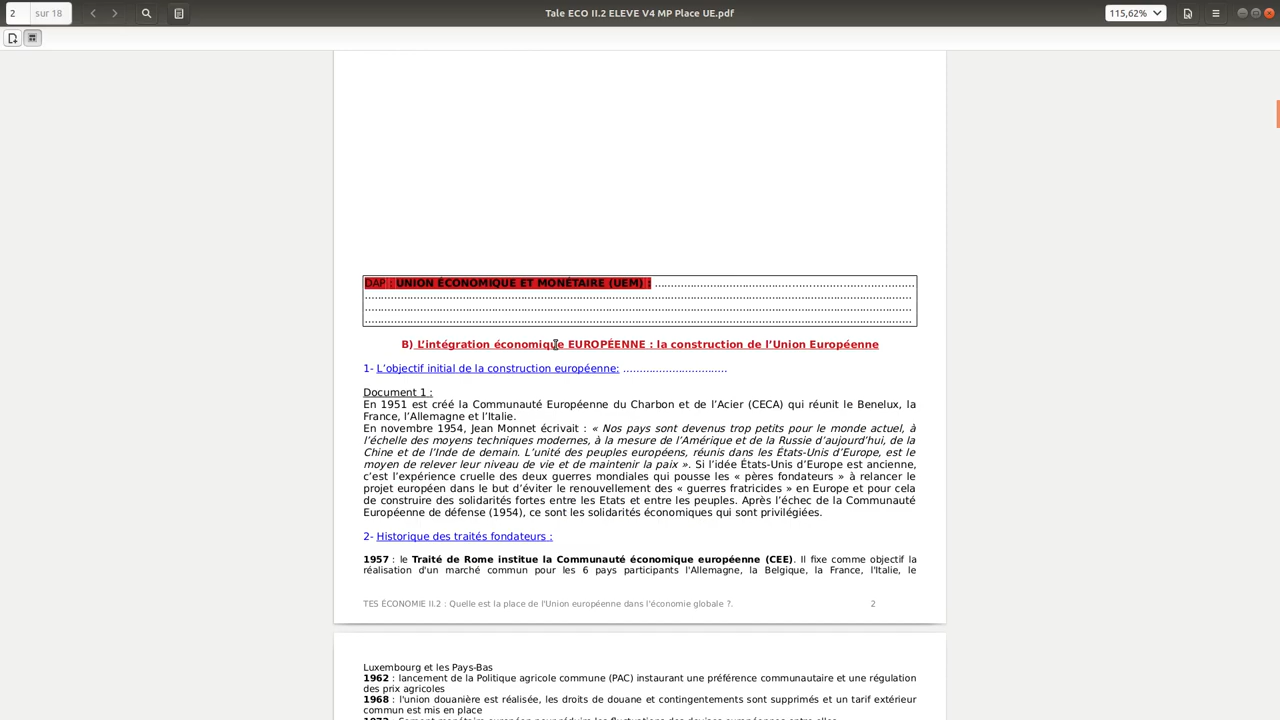 2 sur 18
Tale ECO II.2 ELEVE V4 MP Place UE.pdf
115,62%
DAP : UNION ÉCONOMIQUE ET MONÉTAIRE (UEM) : ................................................................................
........................................................................................................................................................................
........................................................................................................................................................................
........................................................................................................................................................................
B) L’intégration économique EUROPÉENNE : la construction de l’Union Européenne
1- L’objectif initial de la construction européenne: ................................
Document 1 :
En 1951 est créé la Communauté Européenne du Charbon et de l’Acier (CECA) qui réunit le Benelux, la
France, l’Allemagne et l’Italie.
En novembre 1954, Jean Monnet écrivait : « Nos pays sont devenus trop petits pour le monde actuel, à
l’échelle des moyens techniques modernes, à la mesure de l’Amérique et de la Russie d’aujourd’hui, de la
Chine et de l’Inde de demain. L’unité des peuples européens, réunis dans les États-Unis d’Europe, est le
moyen de relever leur niveau de vie et de maintenir la paix ». Si l’idée États-Unis d’Europe est ancienne,
c’est l’expérience cruelle des deux guerres mondiales qui pousse les « pères fondateurs » à relancer le
projet européen dans le but d’éviter le renouvellement des « guerres fratricides » en Europe et pour cela
de construire des solidarités fortes entre les Etats et entre les peuples. Après l’échec de la Communauté
Européenne de défense (1954), ce sont les solidarités économiques qui sont privilégiées.
2- Historique des traités fondateurs :
1957 : le Traité de Rome institue la Communauté économique européenne (CEE). Il fixe comme objectif la
réalisation d'un marché commun pour les 6 pays participants l'Allemagne, la Belgique, la France, l'Italie, le
TES ÉCONOMIE II.2 : Quelle est la place de l'Union européenne dans l'économie globale ?. 2
Luxembourg et les Pays-Bas
1962 : lancement de la Politique agricole commune (PAC) instaurant une préférence communautaire et une régulation
des prix agricoles
1968 : l'union douanière est réalisée, les droits de douane et contingentements sont supprimés et un tarif extérieur
commun est mis en place